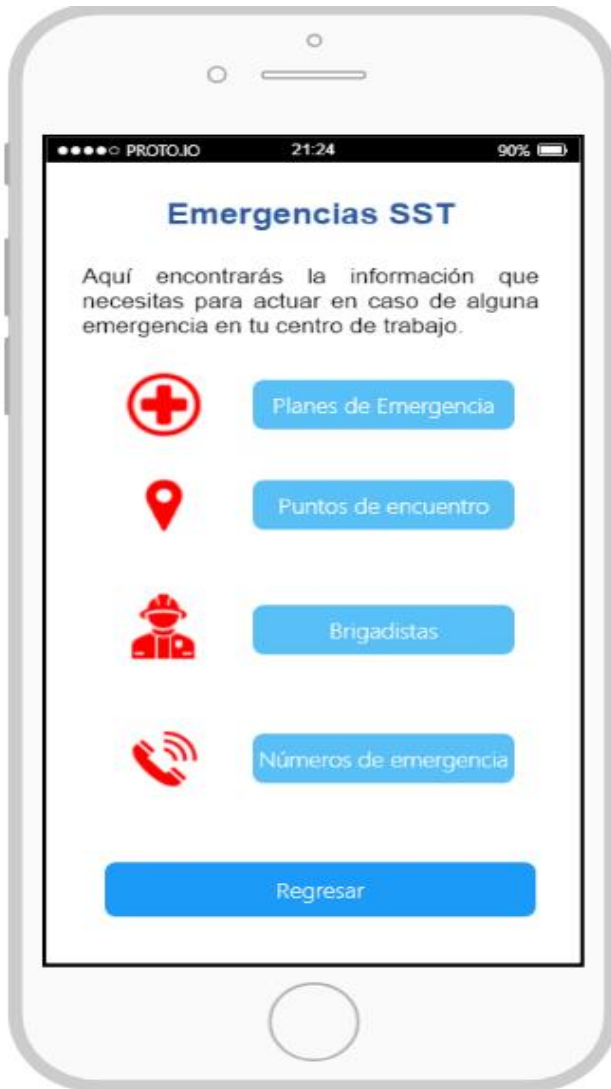 PROTO.IO 21:24 90%
Emergencias SST
Aquí encontrarás la información que
necesitas para actuar en caso de alguna
emergencia en tu centro de trabajo.
Planes de Emergencia
Puntos de encuentro
Brigadistas
Números de emergencia
Regresar